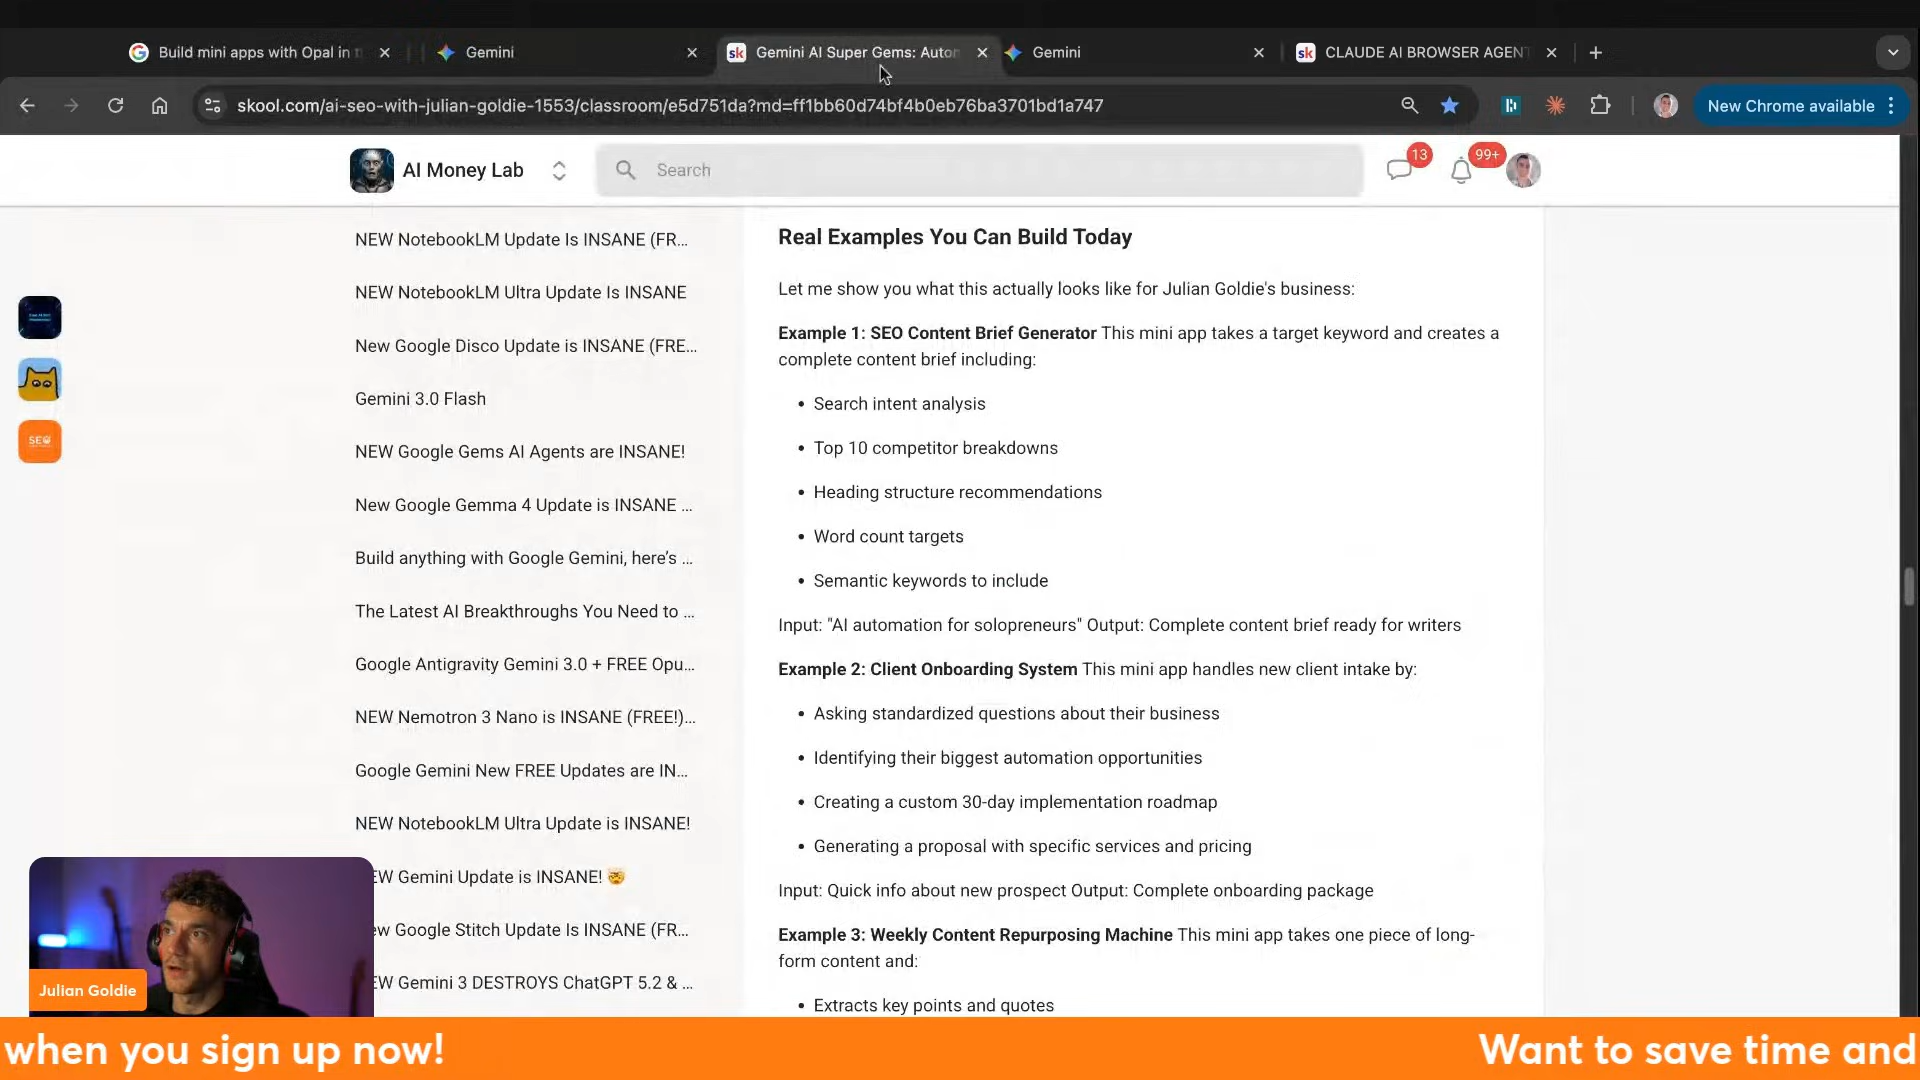 Build mini apps with Opal in t
Gemini
sk
Gemini AI Super Gems: Auton
Gemini
sk
CLAUDE AI BROWSER AGENT
skool.com/ai-seo-with-julian-goldie-1553/classroom/e5d751da?md=ff1bb60d74bf4b0eb76ba3701bd1a747
New Chrome available
AI Money Lab
Search
13
99+
NEW NotebookLM Update Is INSANE (FR...
NEW NotebookLM Ultra Update Is INSANE
New Google Disco Update is INSANE (FRE...
Gemini 3.0 Flash
NEW Google Gems AI Agents are INSANE!
New Google Gemma 4 Update is INSANE ...
Build anything with Google Gemini, here's ...
The Latest AI Breakthroughs You Need to ...
Google Antigravity Gemini 3.0 + FREE Opu...
NEW Nemotron 3 Nano is INSANE (FREE!)...
Google Gemini New FREE Updates are IN...
NEW NotebookLM Ultra Update is INSANE!
EW Gemini Update is INSANE! 🤯
ew Google Stitch Update Is INSANE (FR...
EW Gemini 3 DESTROYS ChatGPT 5.2 & ...
SEO
Real Examples You Can Build Today
Let me show you what this actually looks like for Julian Goldie's business:
Example 1: SEO Content Brief Generator This mini app takes a target keyword and creates a
complete content brief including:
• Search intent analysis
• Top 10 competitor breakdowns
• Heading structure recommendations
• Word count targets
• Semantic keywords to include
Input: "AI automation for solopreneurs" Output: Complete content brief ready for writers
Example 2: Client Onboarding System This mini app handles new client intake by:
• Asking standardized questions about their business
• Identifying their biggest automation opportunities
• Creating a custom 30-day implementation roadmap
• Generating a proposal with specific services and pricing
Input: Quick info about new prospect Output: Complete onboarding package
Example 3: Weekly Content Repurposing Machine This mini app takes one piece of long-
form content and:
• Extracts key points and quotes
Julian Goldie
when you sign up now!
Want to save time and